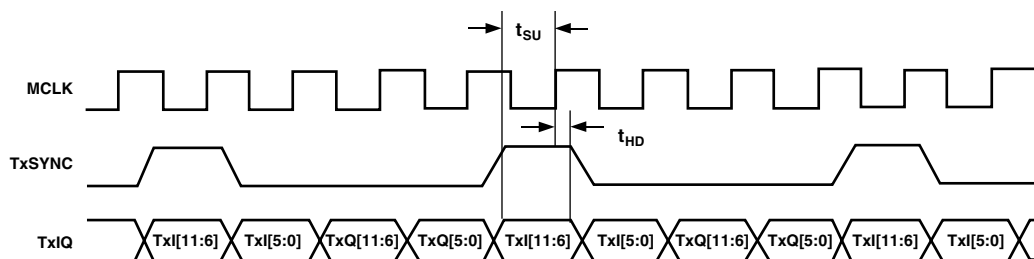 tSU
MCLK
tHD
TxSYNC
TxIQ TxI[11:6] TxI[5:0] TxQ[11:6] TxQ[5:0] TxI[11:6] TxI[5:0] TxQ[11:6] TxQ[5:0] TxI[11:6] TxI[5:0]